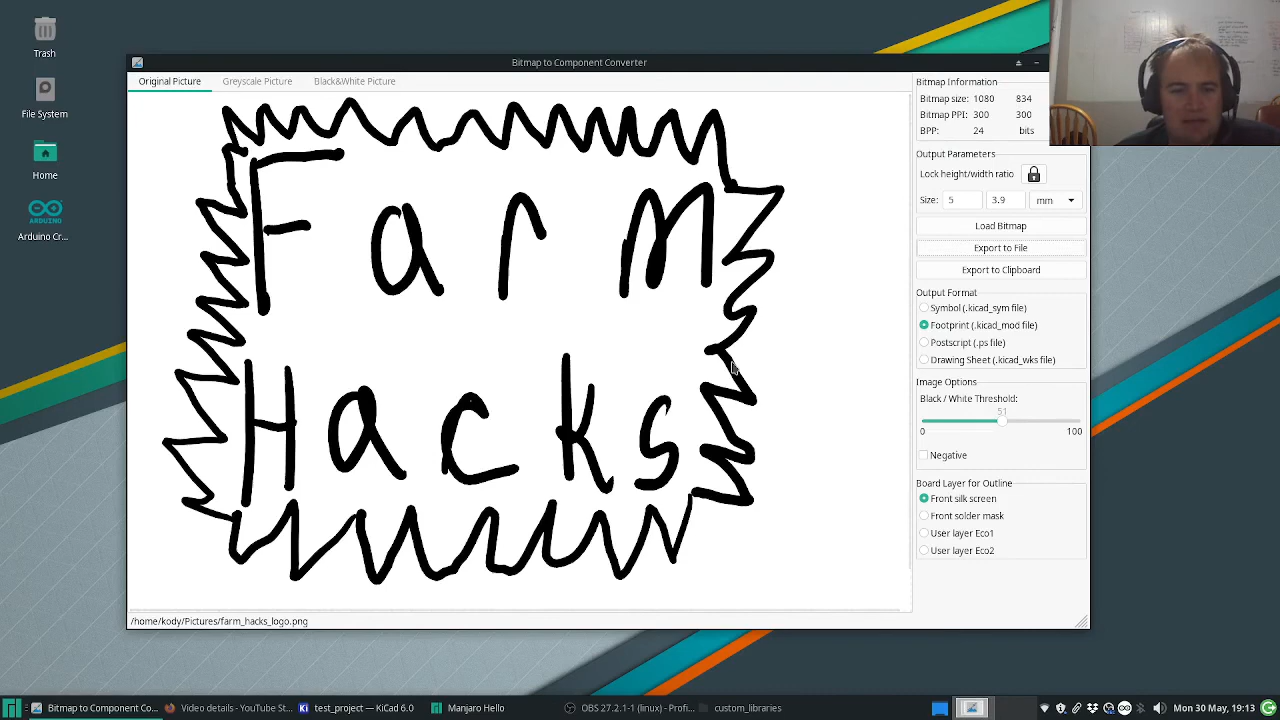 Trash
File System
Home
Arduino Cr...
Bitmap to Component Converter
Original Picture
Greyscale Picture
Black&White Picture
Farm
Hacks
/home/kody/Pictures/farm_hacks_logo.png
Bitmap Information
Bitmap size: 1080 834
Bitmap PPI: 300 300
BPP: 24 bits
Output Parameters
Lock height/width ratio
Size: 5 3.9 mm
Load Bitmap
Export to File
Export to Clipboard
Output Format
Symbol (.kicad_sym file)
Footprint (.kicad_mod file)
Postscript (.ps file)
Drawing Sheet (.kicad_wks file)
Image Options
Black / White Threshold:
51
0 100
Negative
Board Layer for Outline
Front silk screen
Front solder mask
User layer Eco1
User layer Eco2
Bitmap to Component Co...
Video details - YouTube St...
test_project — KiCad 6.0
Manjaro Hello
OBS 27.2.1-1 (linux) - Profi...
custom_libraries
Mon 30 May, 19:13